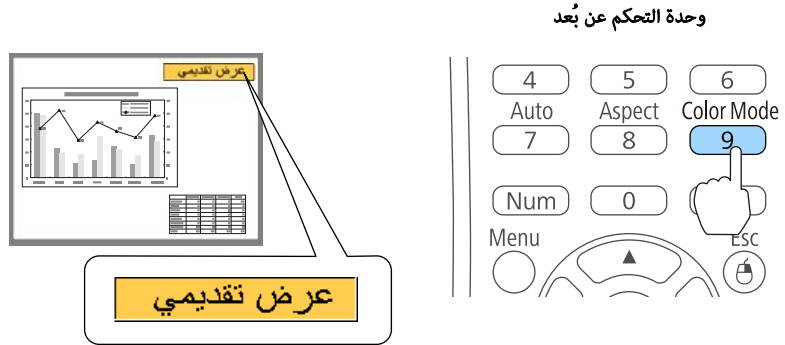 وحدة التحكم عن بُعد
عرض تقديمي
عرض تقديمي
4 5 6
Auto Aspect Color Mode
7 8 9
Num 0
Menu Esc